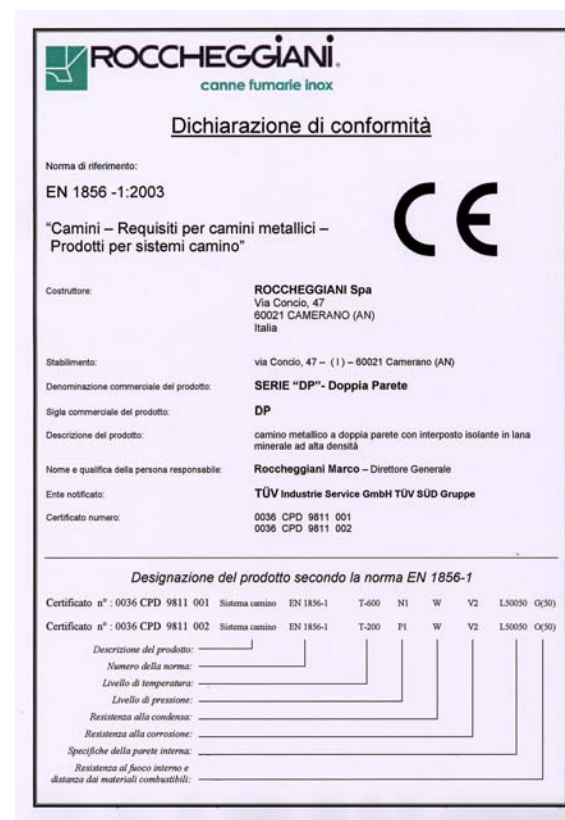 ROCCHEGGIANI.
canne fumarie inox
Dichiarazione di conformità
Norma di riferimento:
EN 1856 -1:2003
CE
"Camini – Requisiti per camini metallici –
Prodotti per sistemi camino"
Costruttore:
ROCCHEGGIANI Spa
Via Concio, 47
60021 CAMERANO (AN)
Italia
Stabilimento: via Concio, 47 – ( I ) – 60021 Camerano (AN)
Denominazione commerciale del prodotto: SERIE "DP"- Doppia Parete
Sigla commerciale del prodotto: DP
Descrizione del prodotto: camino metallico a doppia parete con interposto isolante in lana
minerale ad alta densità
Nome e qualifica della persona responsabile: Roccheggiani Marco – Direttore Generale
Ente notificato: TÜV Industrie Service GmbH TÜV SÜD Gruppe
Certificato numero: 0036 CPD 9811 001
0036 CPD 9811 002
Designazione del prodotto secondo la norma EN 1856-1
Certificato n° : 0036 CPD 9811 001 Sistema camino EN 1856-1 T-600 N1 W V2 L50050 G(50)
Certificato n° : 0036 CPD 9811 002 Sistema camino EN 1856-1 T-200 P1 W V2 L50050 O(50)
Descrizione del prodotto:
Numero della norma:
Livello di temperatura:
Livello di pressione:
Resistenza alla condensa:
Resistenza alla corrosione:
Specifiche della parete interna:
Resistenza al fuoco interno e
distanza dai materiali combustibili: